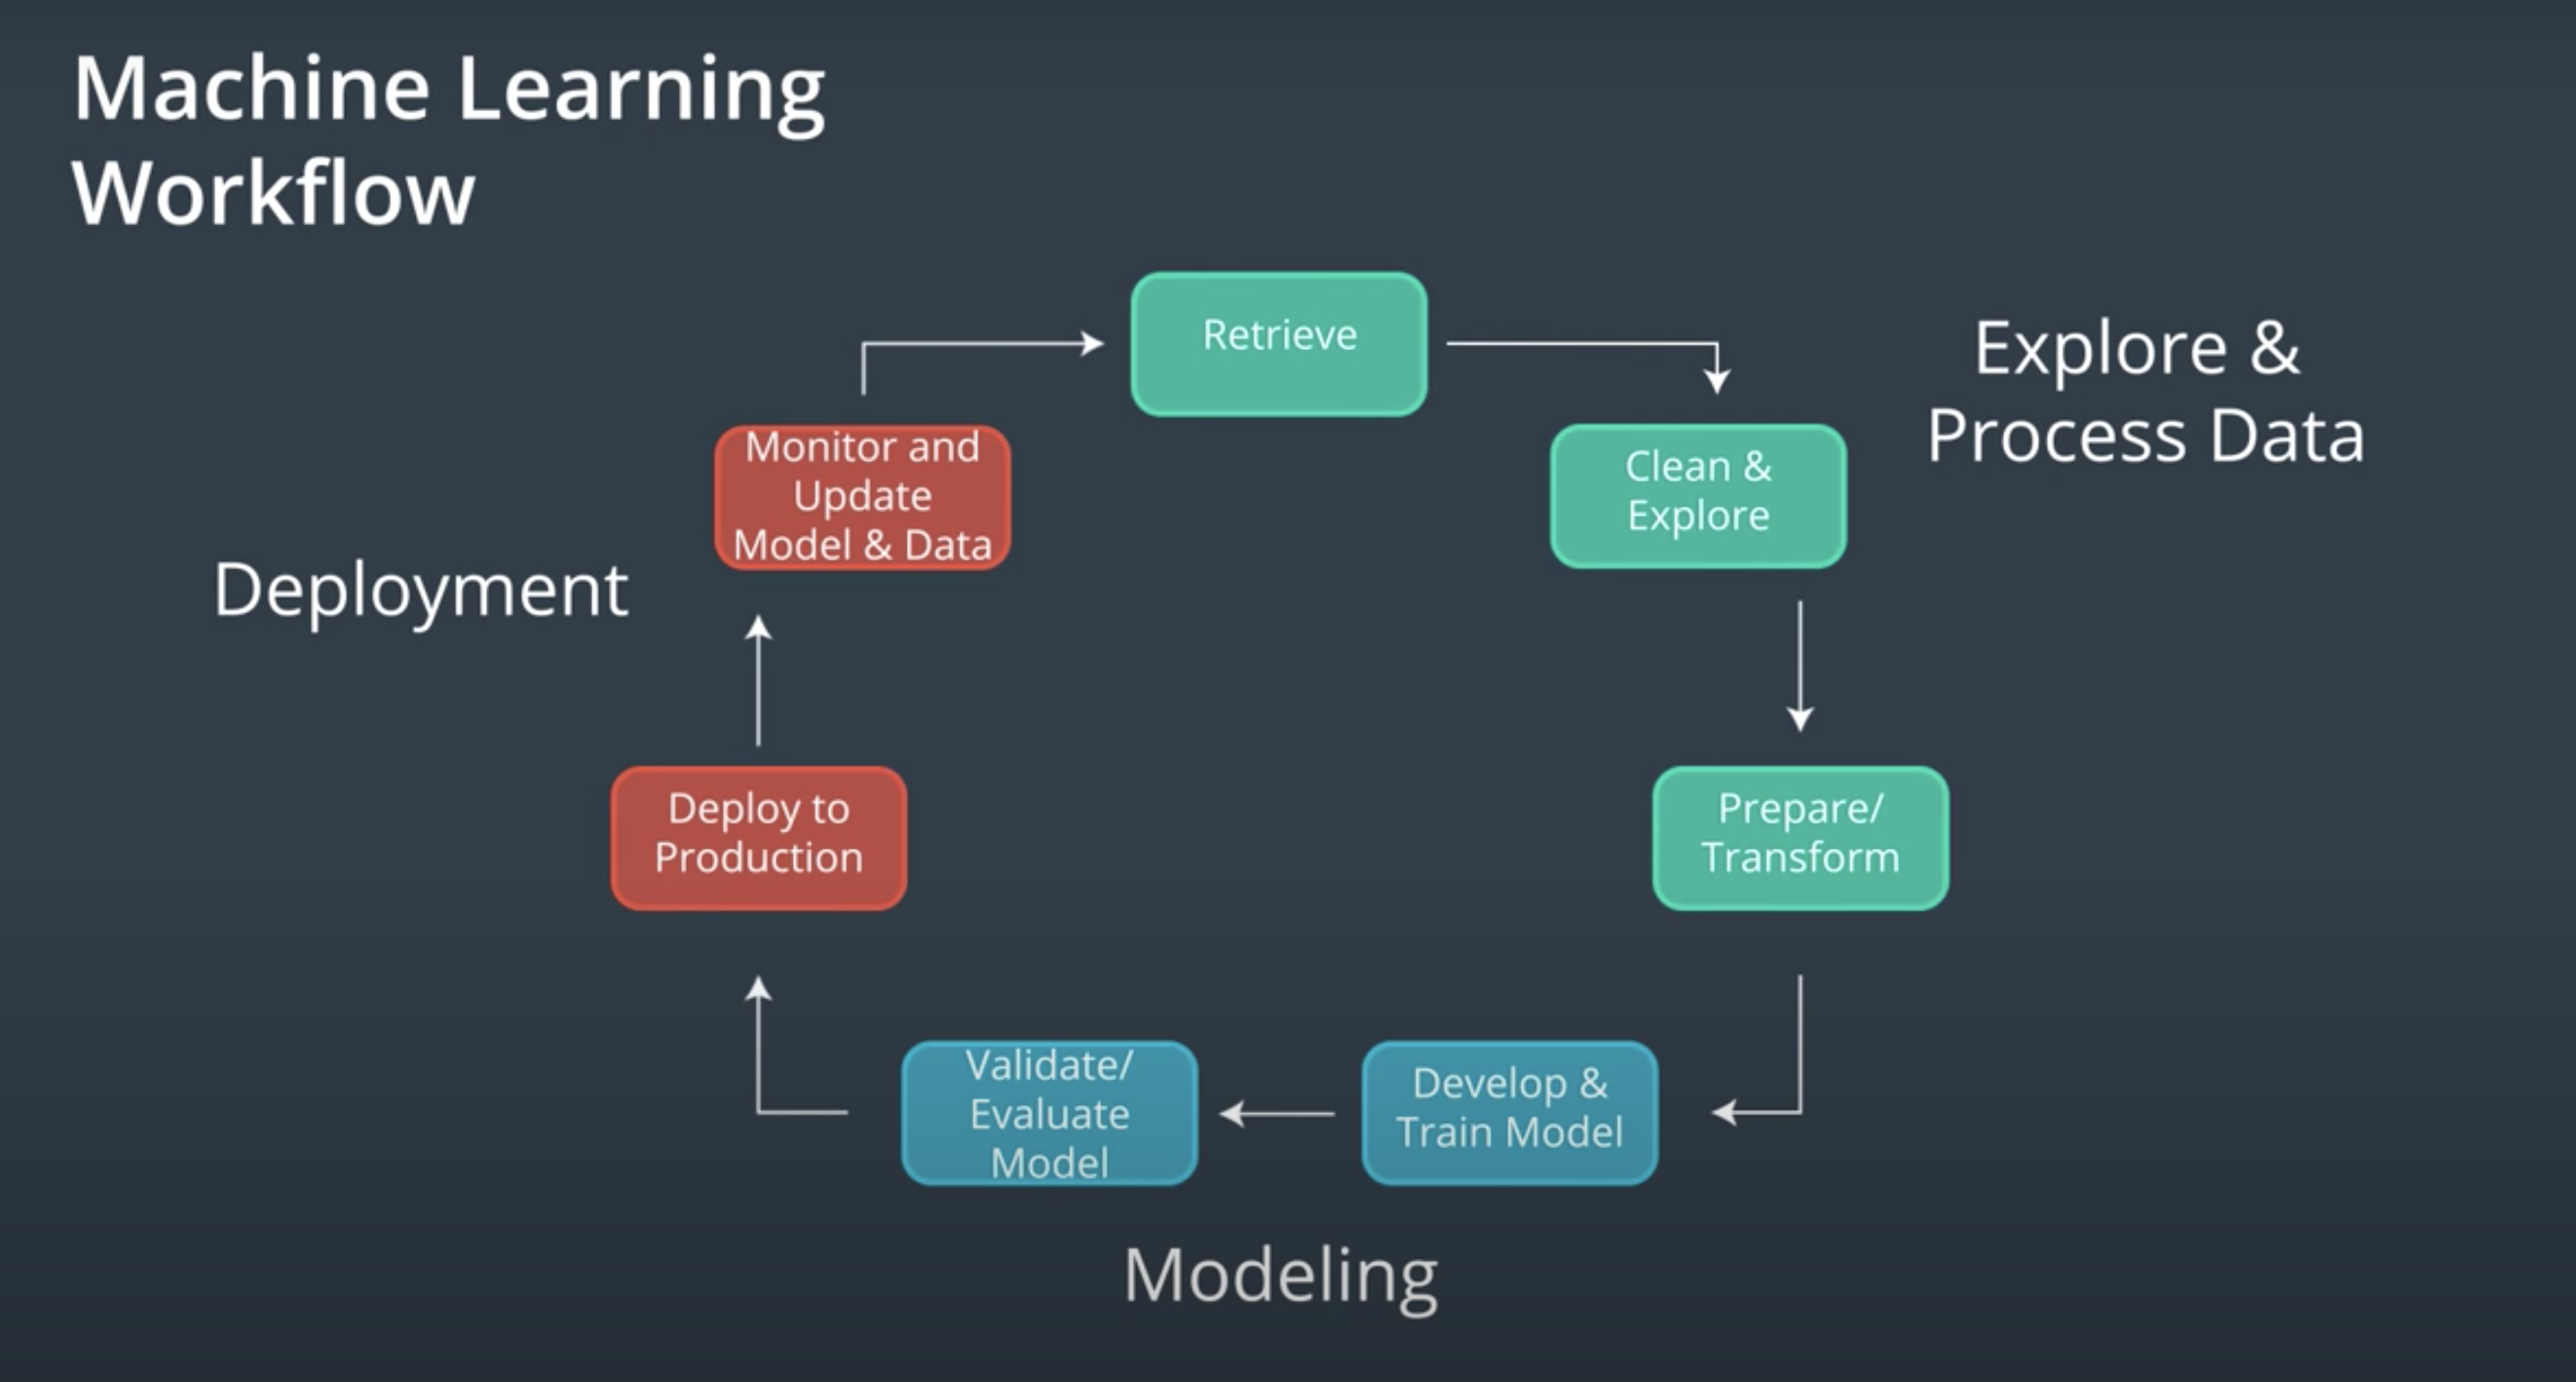 Machine Learning
Workflow
Retrieve
Explore &
Process Data
Clean &
Explore
Prepare/
Transform
Develop &
Train Model
Validate/
Evaluate
Model
Modeling
Deploy to
Production
Deployment
Monitor and
Update
Model & Data